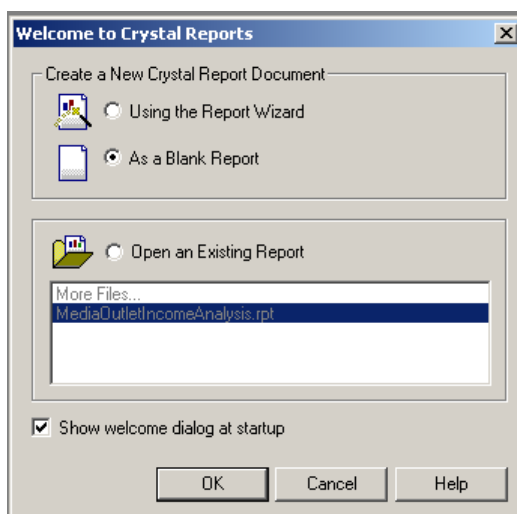 Welcome to Crystal Reports
Create a New Crystal Report Document
Using the Report Wizard
As a Blank Report
Open an Existing Report
More Files...
MediaOutletIncomeAnalysis.rpt
Show welcome dialog at startup
OK Cancel Help